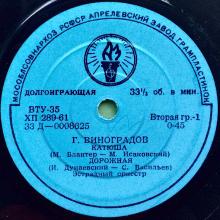 МОСОБЛСОВНАРХОЗ РСФСР АПРЕЛЕВСКИЙ ЗАВОД ГРАМПЛАСТИНОК
ДОЛГОИГРАЮЩАЯ 33⅓ об. в мин.
ВТУ-35 Вторая гр.-1
ХП 289-61 0-45
33 Д—0008625
Г. ВИНОГРАДОВ
КАТЮША
(М. Блантер — М. Исаковский)
ДОРОЖНАЯ
(И. Дунаевский — С. Васильев)
Эстрадный оркестр